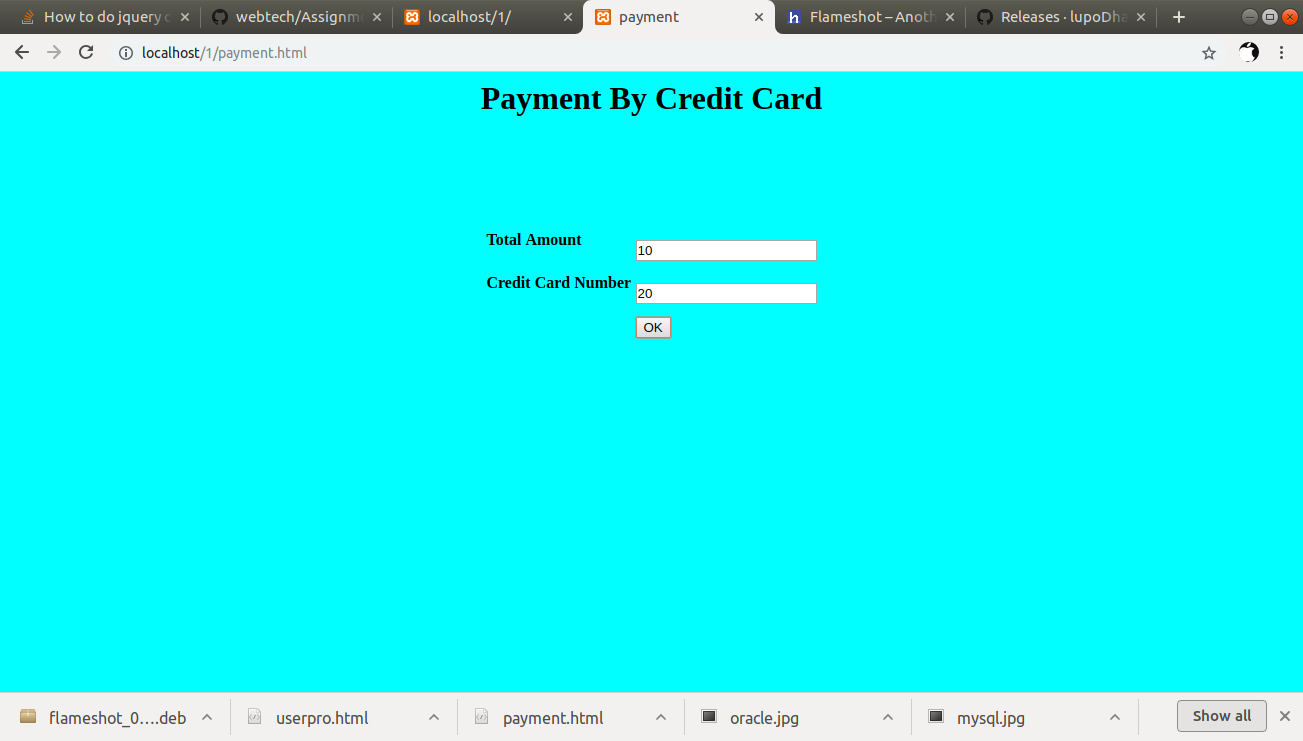 How to do jquery
webtech/Assignm
localhost/1/
payment
Flameshot – Anoth
Releases · lupoDha
localhost/1/payment.html
Payment By Credit Card
Total Amount
10
Credit Card Number
20
OK
flameshot_0….deb
userpro.html
payment.html
oracle.jpg
mysql.jpg
Show all